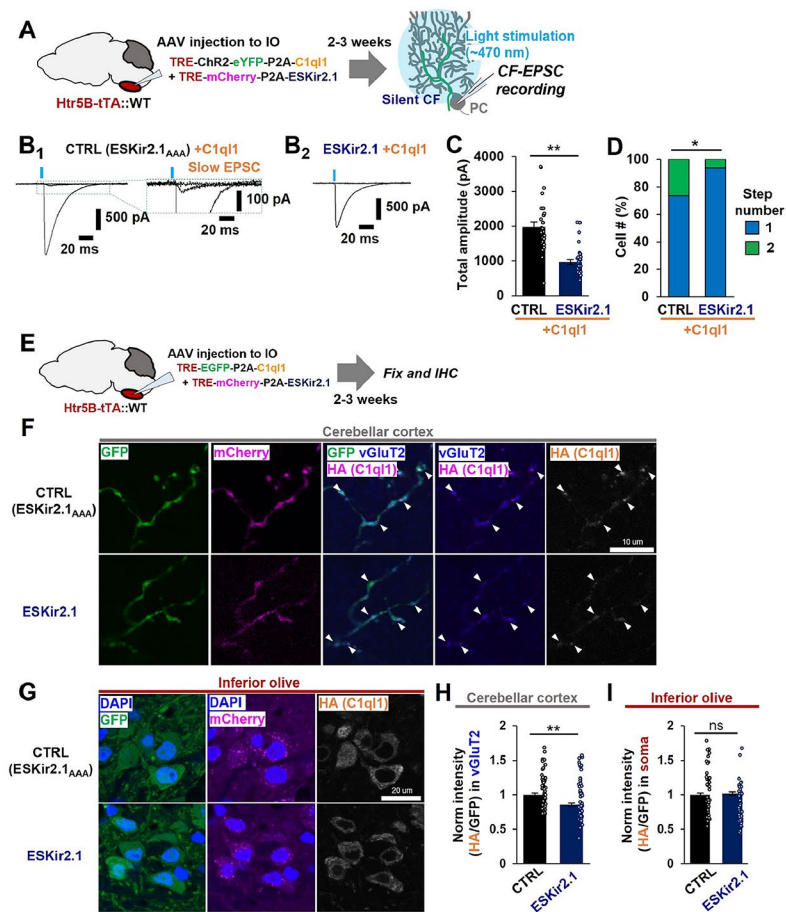 A
AAV injection to IO
TRE-ChR2-eYFP-P2A-C1ql1
+ TRE-mCherry-P2A-ESKir2.1
Htr5B-tTA::WT
2-3 weeks
Light stimulation
(~470 nm)
CF-EPSC
recording
Silent CF
PC
B1
CTRL (ESKir2.1AAA) +C1ql1
Slow EPSC
500 pA
20 ms
100 pA
20 ms
B2
ESKir2.1 +C1ql1
500 pA
20 ms
C
Total amplitude (pA)
4000
3000
2000
1000
0
**
CTRL ESKir2.1
+C1ql1
D
Cell # (%)
100
80
60
40
20
0
*
CTRL ESKir2.1
+C1ql1
Step
number
1
2
E
AAV injection to IO
TRE-EGFP-P2A-C1ql1
+ TRE-mCherry-P2A-ESKir2.1
Htr5B-tTA::WT
2-3 weeks
Fix and IHC
F
Cerebellar cortex
GFP
mCherry
GFP vGluT2
HA (C1ql1)
vGluT2
HA (C1ql1)
HA (C1ql1)
CTRL
(ESKir2.1AAA)
10 um
ESKir2.1
G
Inferior olive
DAPI
GFP
DAPI
mCherry
HA (C1ql1)
CTRL
(ESKir2.1AAA)
20 um
ESKir2.1
H
Cerebellar cortex
Norm intensity
(HA/GFP) in vGluT2
2
1.5
1
0.5
0
**
CTRL
ESKir2.1
I
Inferior olive
Norm intensity
(HA/GFP) in soma
2
1.5
1
0.5
0
ns
CTRL
ESKir2.1